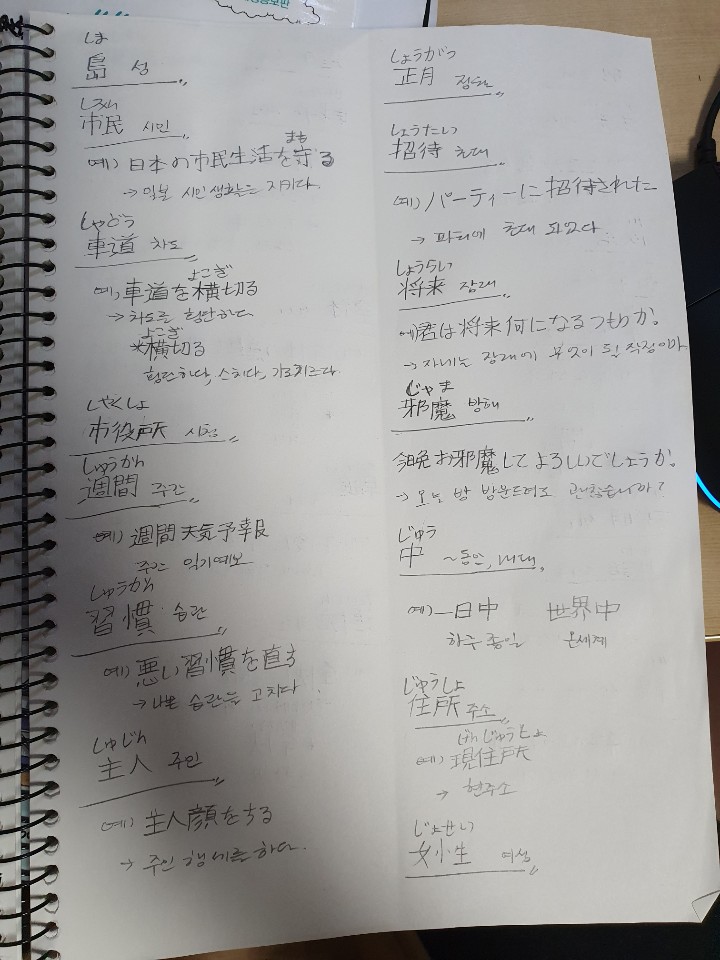 しま
島 섬
しみん
市民 시민
まも
예) 日本の市民生活を守る
→ 일본 시민 생활을 지키다.
しゃどう
車道 차도
よこぎ
예) 車道を横切る
→ 차도를 횡단하다
よこぎ
*横切る
횡단하다, 스치다, 가로지르다.
しやくしょ
市役所 시청
しゅうかん
週間 주간
예) 週間天気予報
주간 일기예보
しゅうかん
習慣 습관
예) 悪い習慣を直す
→ 나쁜 습관을 고치다.
しゅじん
主人 주인
예) 主人顔をする
→ 주인 행세를 하다.
しょうがつ
正月 정월
しょうたい
招待 초대
예) パーティーに招待された
→ 파티에 초대 되었다
しょうらい
将来 장래
예) 君は将来何になるつもりか。
→ 자네는 장래에 무엇이 될 작정이냐
じゃま
邪魔 방해
今晩お邪魔してよろしいでしょうか。
→ 오늘 밤 방문드려도 괜찮습니까?
じゅう
中 ~동안, 내내,
예) 一日中 世界中
하루 종일 온세계
じゅうしょ
住所 주소
げんじゅうしょ
예) 現住所
→ 현주소
じょせい
女性 여성